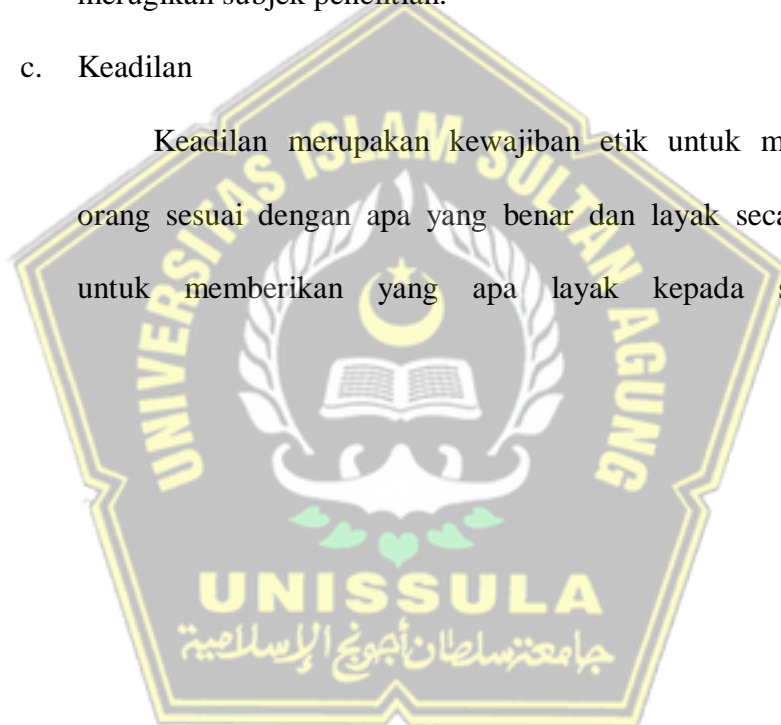 merugikan subjek penelitian.
c. Keadilan
Keadilan merupakan kewajiban etik untuk m
orang sesuai dengan apa yang benar dan layak seca
untuk memberikan yang apa layak kepada s
UNIVERSITAS ISLAM SULTAN AGUNG
UNISSULA
جامعة سلطان أجونج الإسلامية